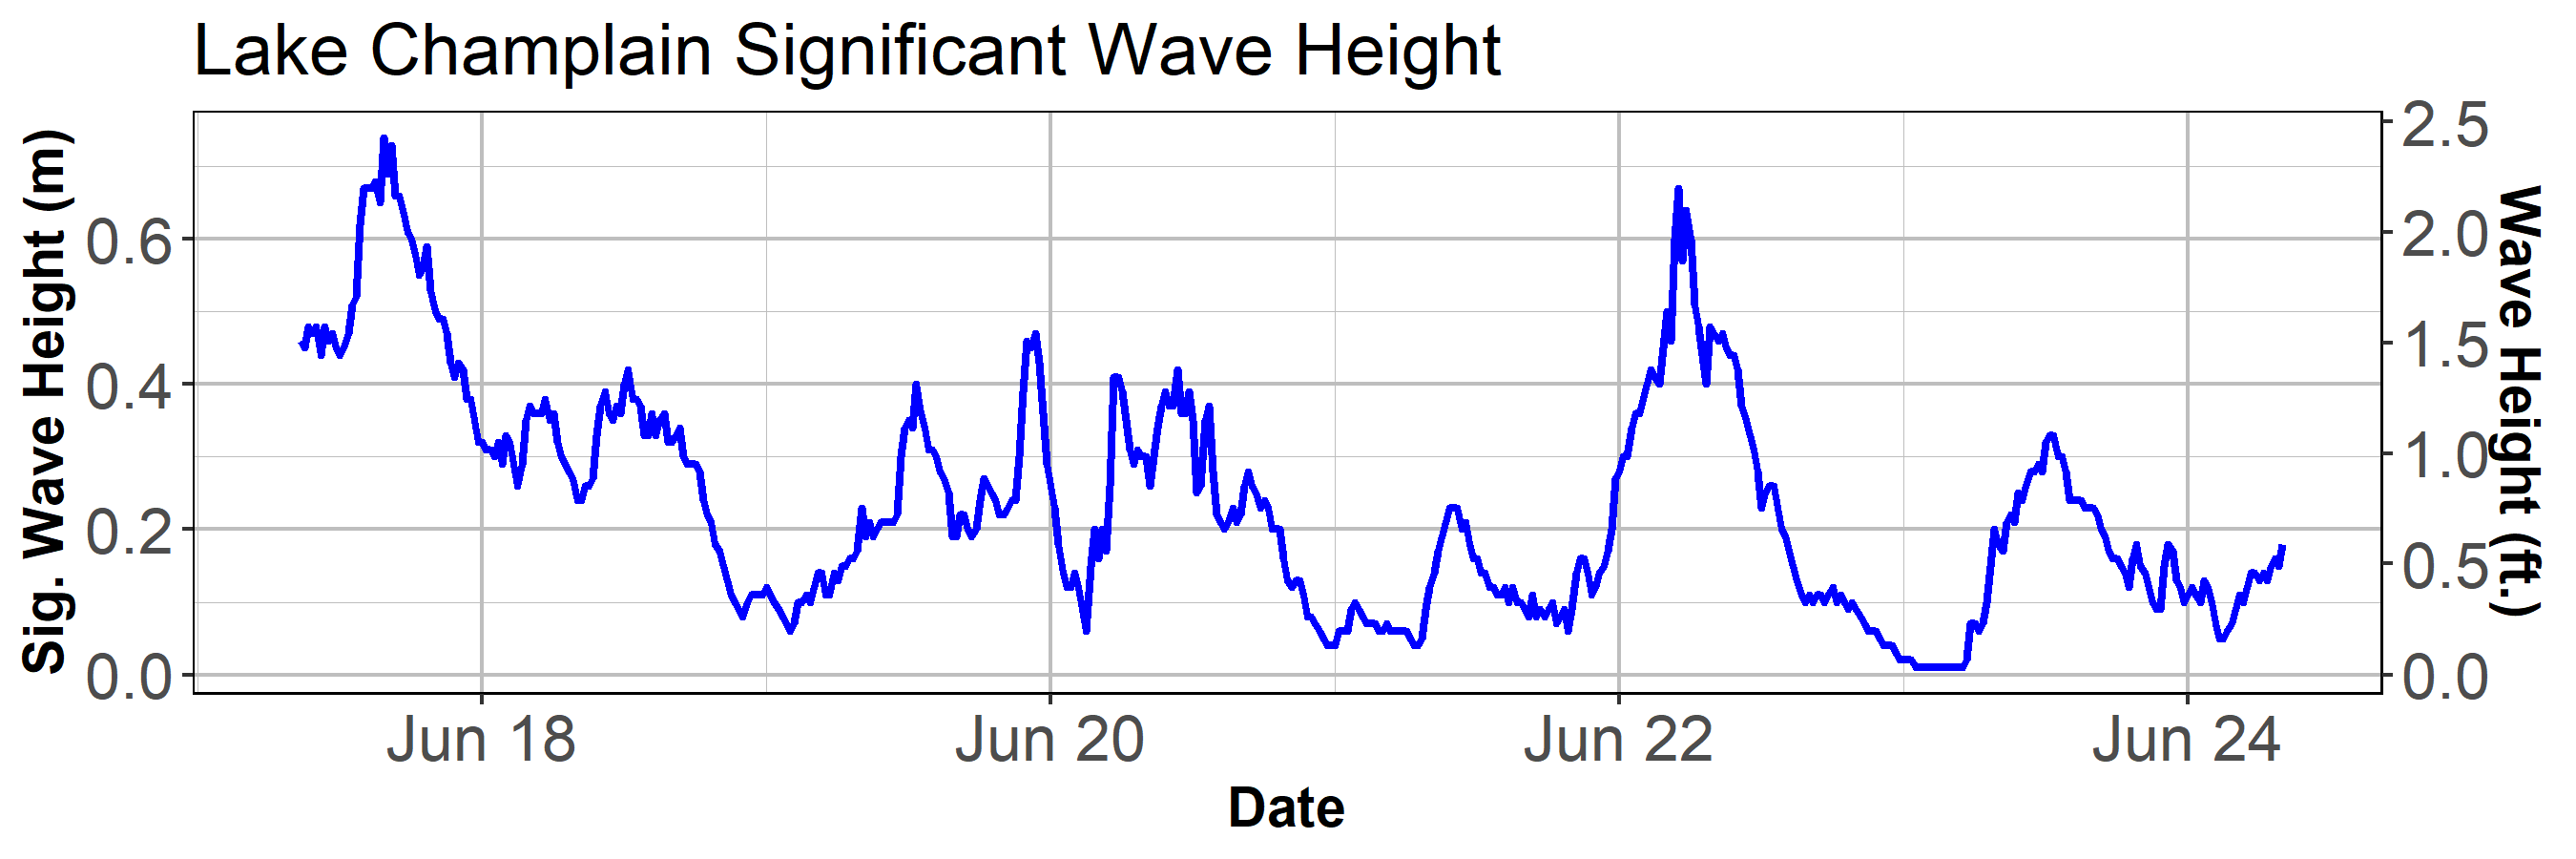 Lake Champlain Significant Wave Height
Sig. Wave Height (m)
0.6
0.4
0.2
0.0
2.5
2.0
1.5
1.0
0.5
0.0
Wave Height (ft.)
Jun 18
Jun 20
Jun 22
Jun 24
Date